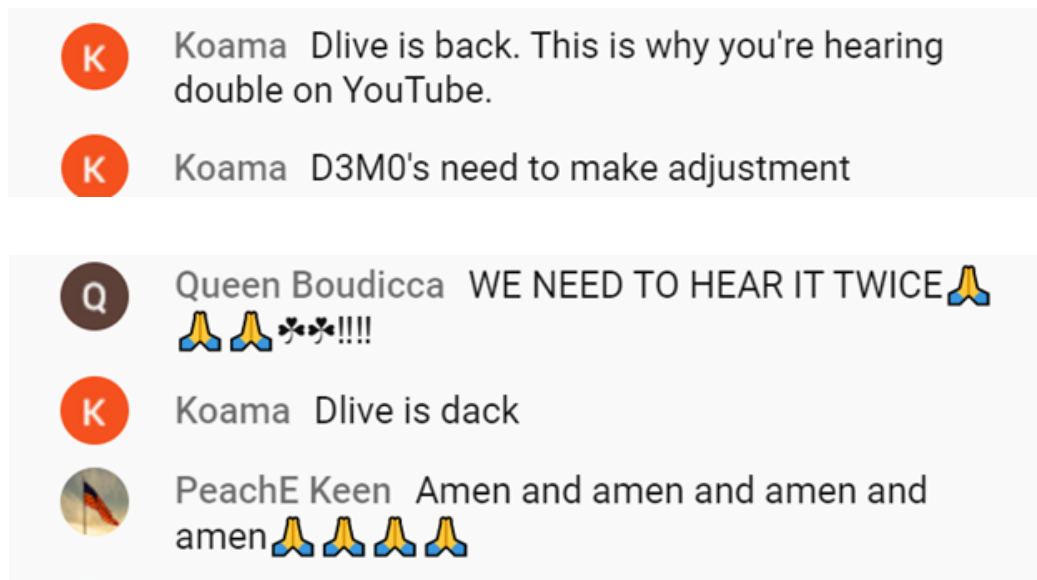 K
Koama Dlive is back. This is why you're hearing
double on YouTube.
K
Koama D3M0's need to make adjustment
Q
Queen Boudicca WE NEED TO HEAR IT TWICE🙏
🙏🙏☘☘!!!!
K
Koama Dlive is dack
PeachE Keen Amen and amen and amen and
amen🙏🙏🙏🙏